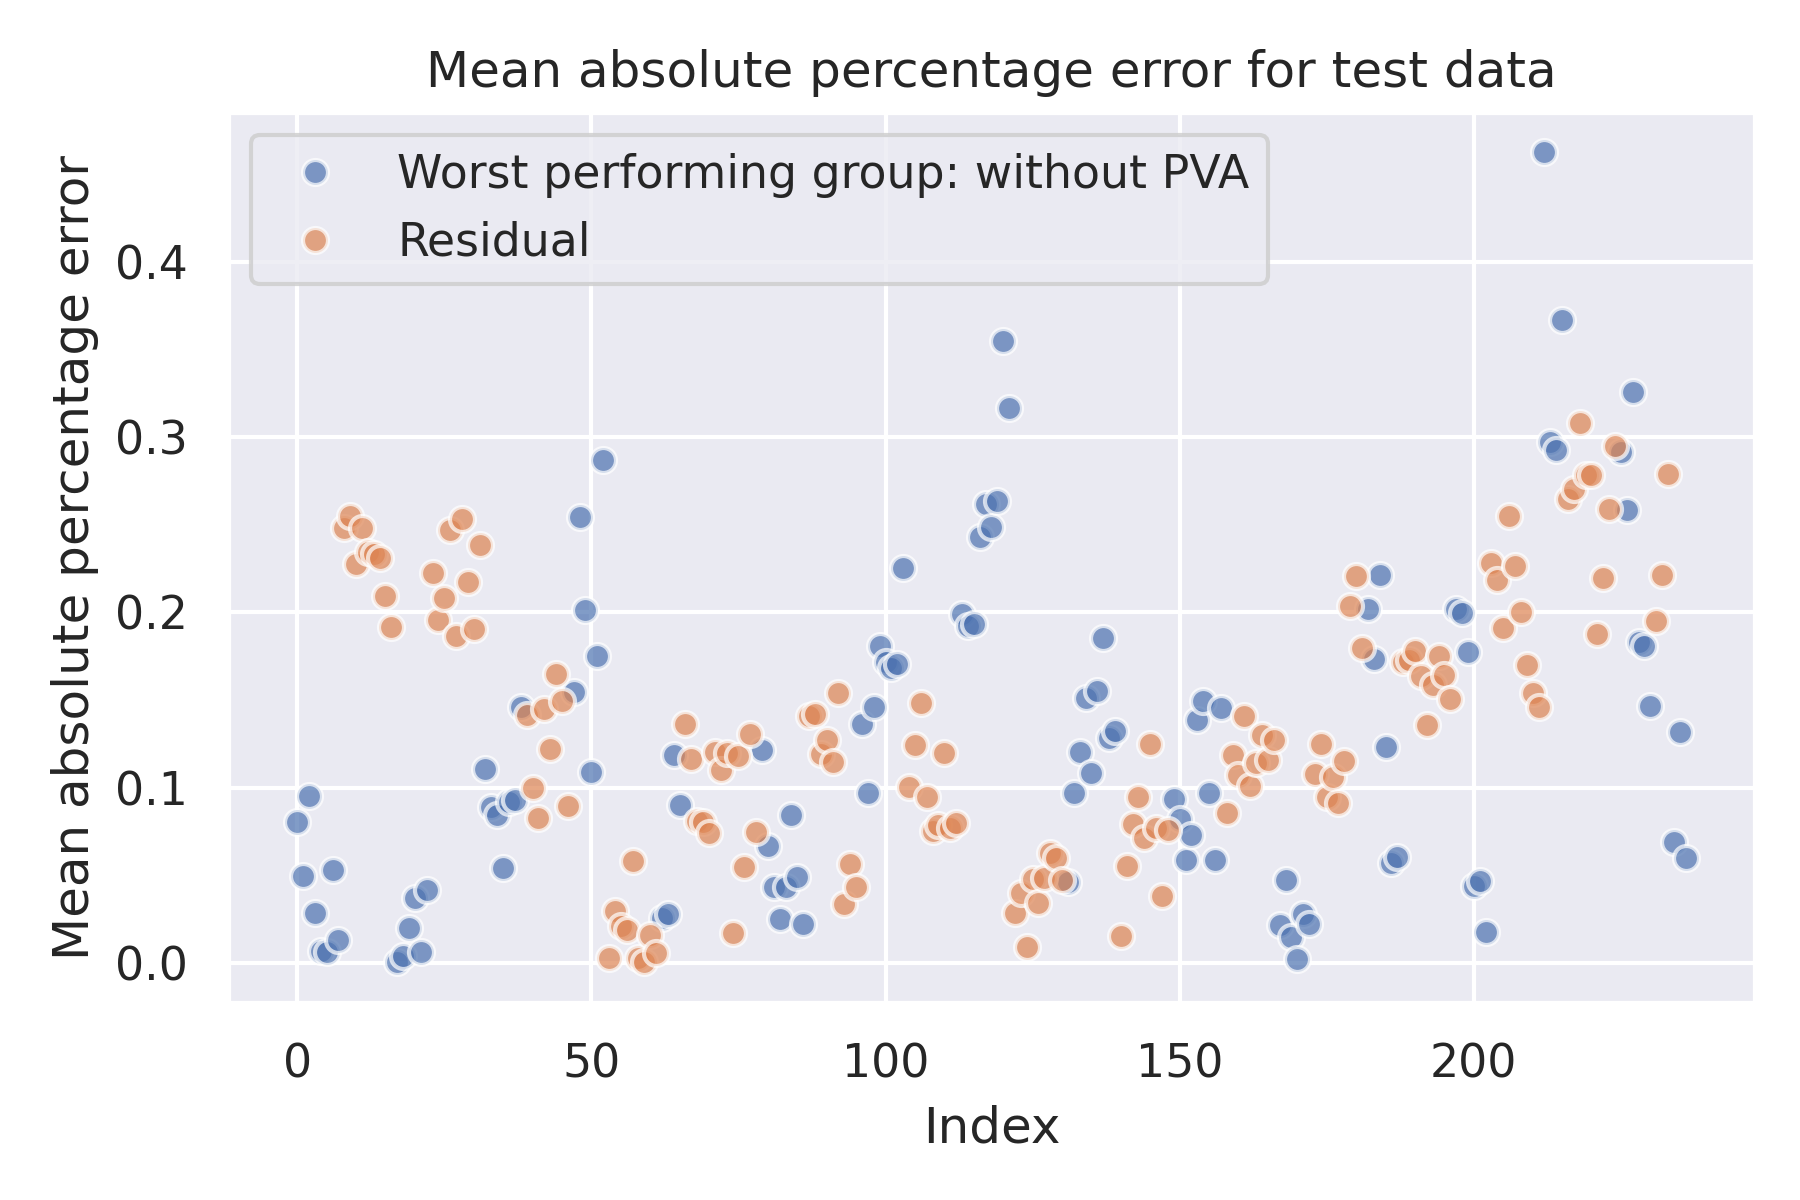 Mean absolute percentage error for test data
Worst performing group: without PVA
Residual
Mean absolute percentage error
0.4
0.3
0.2
0.1
0.0
0 50 100 150 200
Index